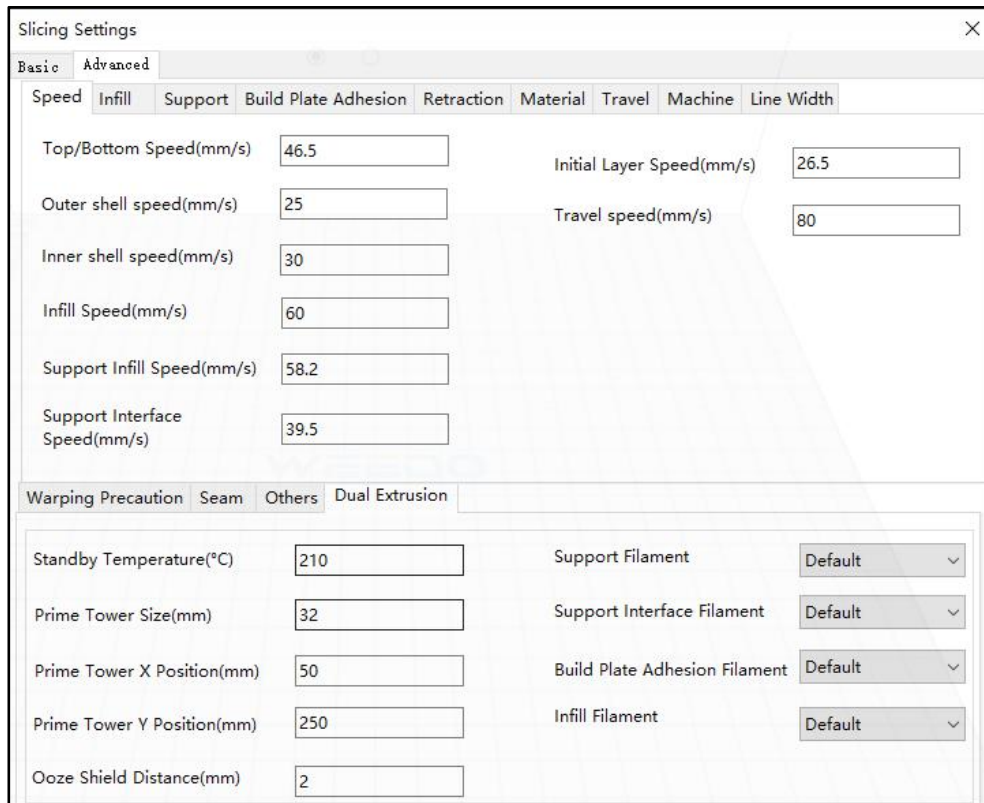 Slicing Settings
Basic Advanced
Speed Infill Support Build Plate Adhesion Retraction Material Travel Machine Line Width
Top/Bottom Speed(mm/s) 46.5
Initial Layer Speed(mm/s) 26.5
Outer shell speed(mm/s) 25
Travel speed(mm/s) 80
Inner shell speed(mm/s) 30
Infill Speed(mm/s) 60
Support Infill Speed(mm/s) 58.2
Support Interface
Speed(mm/s) 39.5
WEEDO
Warping Precaution Seam Others Dual Extrusion
Standby Temperature(°C) 210
Support Filament Default
Prime Tower Size(mm) 32
Support Interface Filament Default
Prime Tower X Position(mm) 50
Build Plate Adhesion Filament Default
Prime Tower Y Position(mm) 250
Infill Filament Default
Ooze Shield Distance(mm) 2